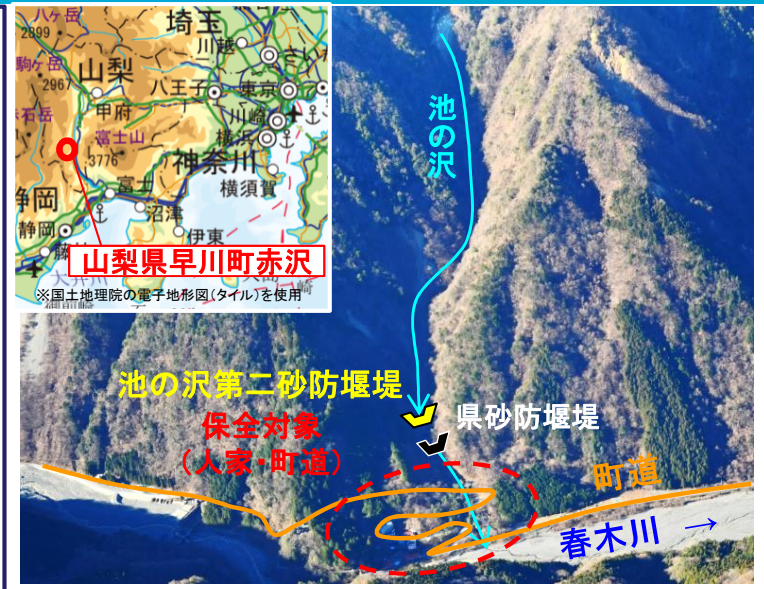 八ヶ岳
2899
埼玉
川越
駒ヶ岳
2967
山梨
八王子
東京
甲府
川崎
富士山
横浜
3776
神奈川
富士
横須賀
沼津
静岡
伊東
山梨県早川町赤沢
※国土地理院の電子地形図(タイル)を使用
池の沢
池の沢第二砂防堰堤
県砂防堰堤
保全対象
(人家・町道)
町道
春木川 →